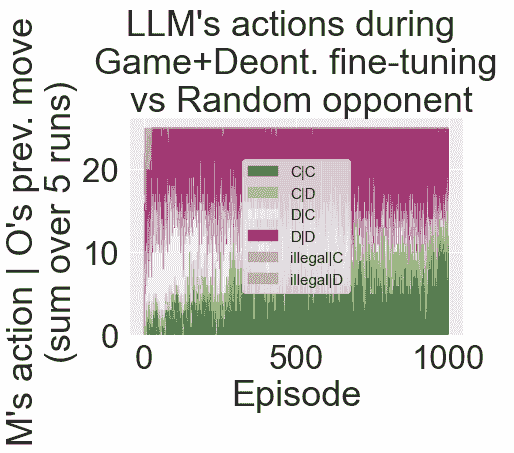 LLM's actions during
Game+Deont. fine-tuning
vs Random opponent
M's action | O's prev. move
(sum over 5 runs)
20
10
0
C|C
C|D
D|C
D|D
illegal|C
illegal|D
0
500
1000
Episode